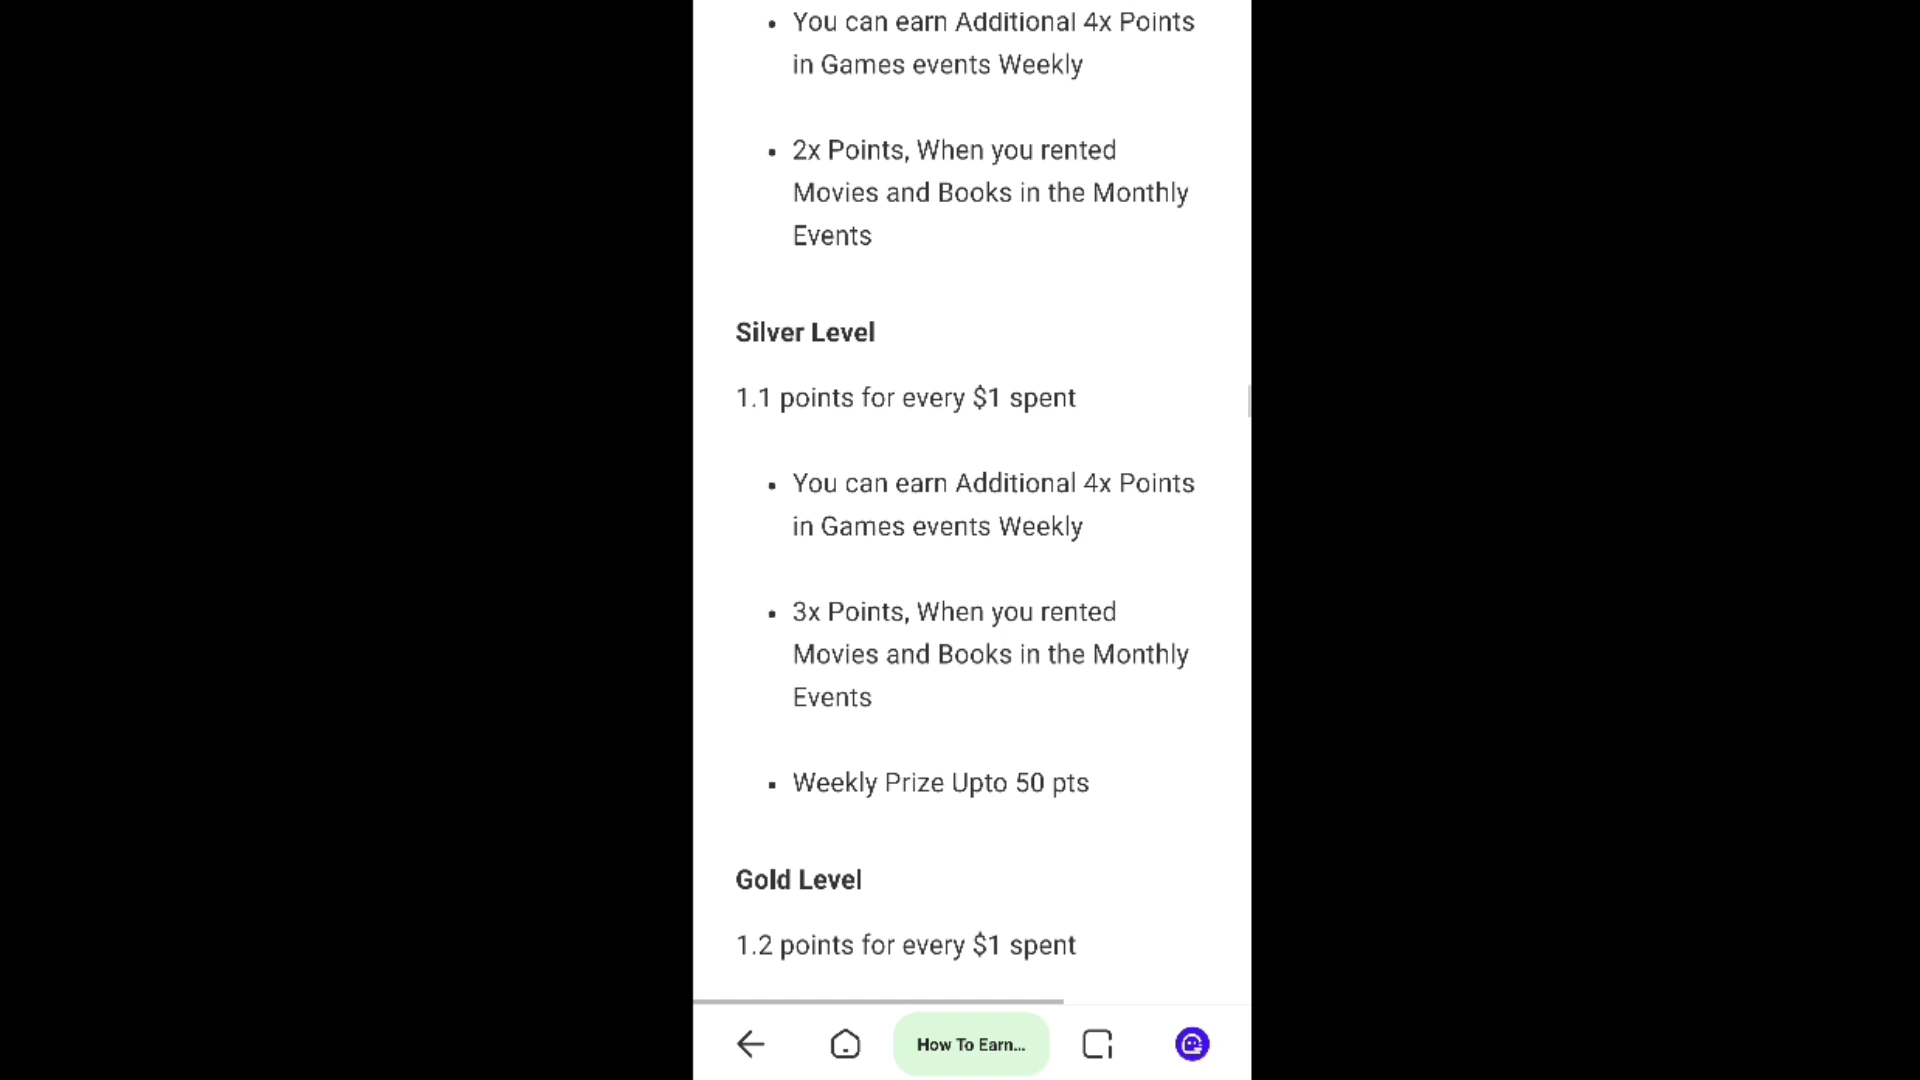 You can earn Additional 4x Points
in Games events Weekly
2x Points, When you rented
Movies and Books in the Monthly
Events
Silver Level
1.1 points for every $1 spent
You can earn Additional 4x Points
in Games events Weekly
3x Points, When you rented
Movies and Books in the Monthly
Events
Weekly Prize Upto 50 pts
Gold Level
1.2 points for every $1 spent
How To Earn...